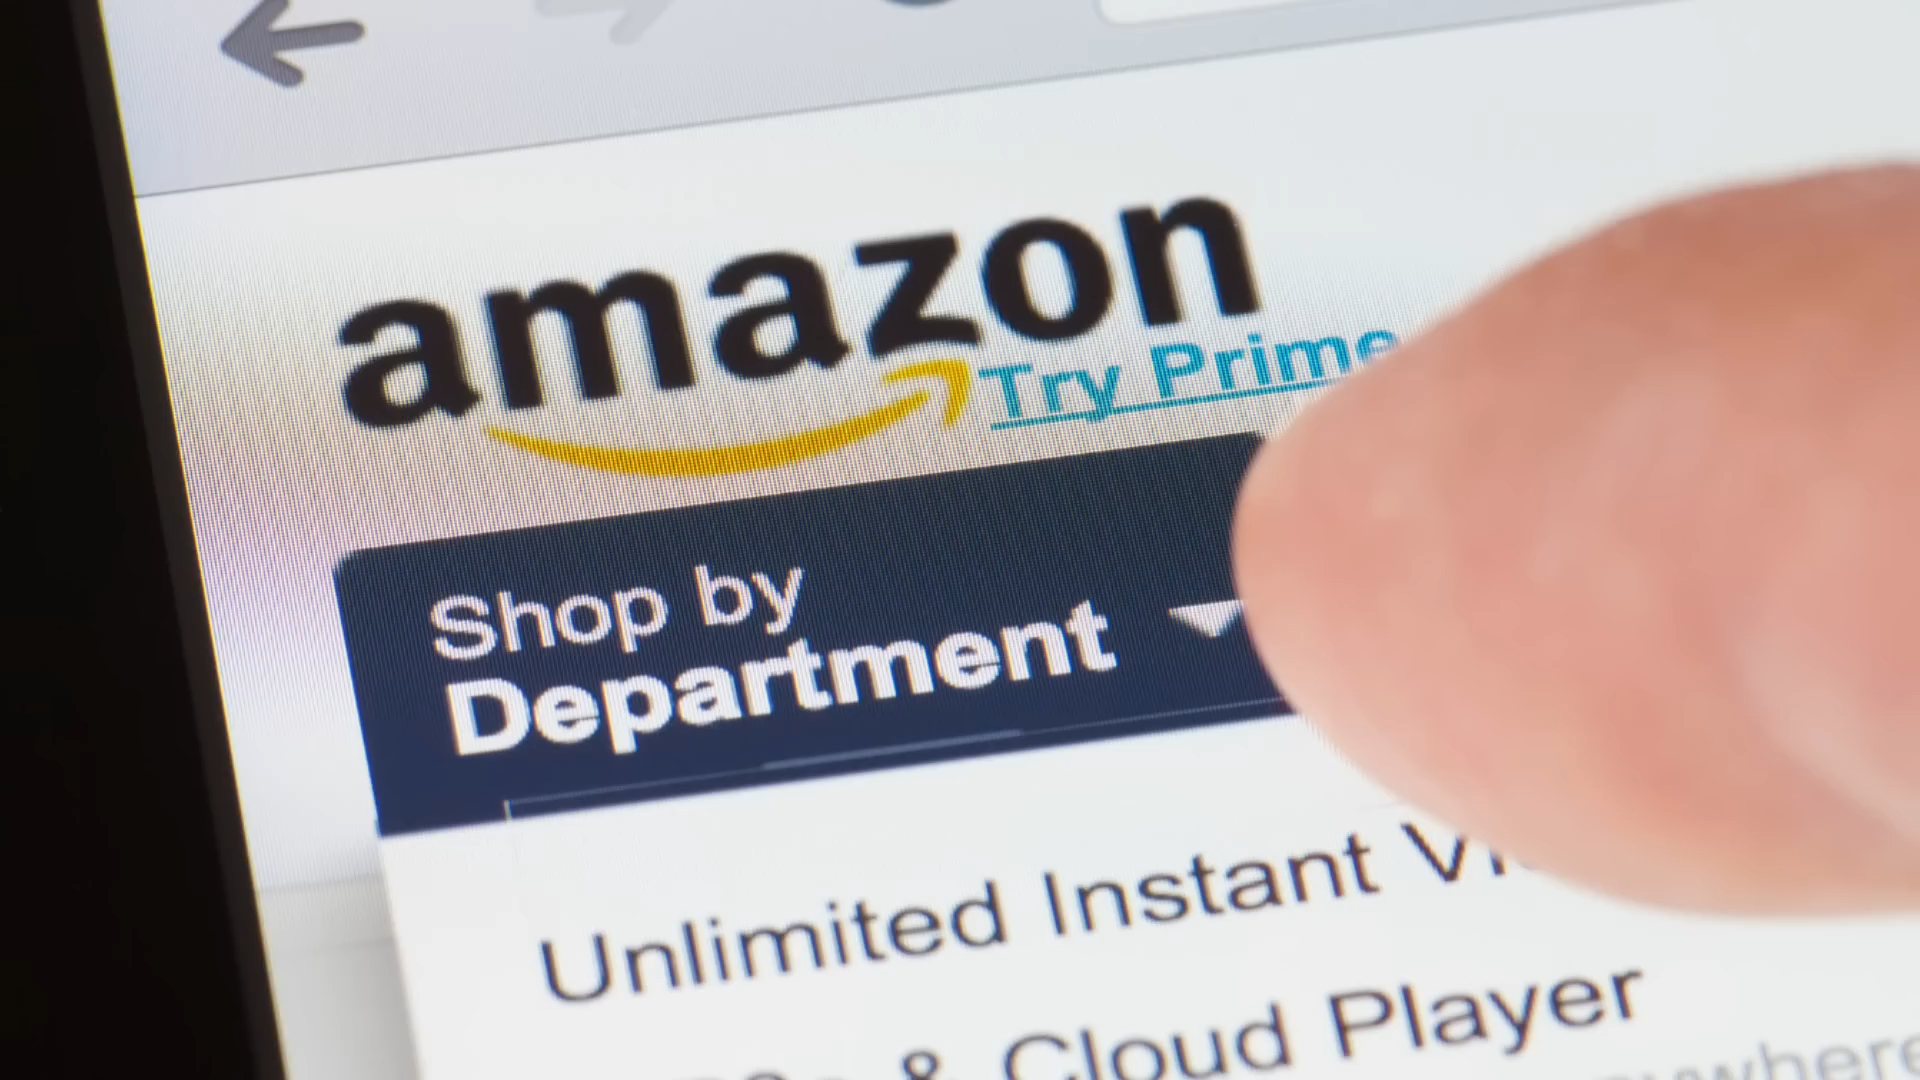 amazon
Try Prime
Shop by
Department
Unlimited Instant
& Cloud Player